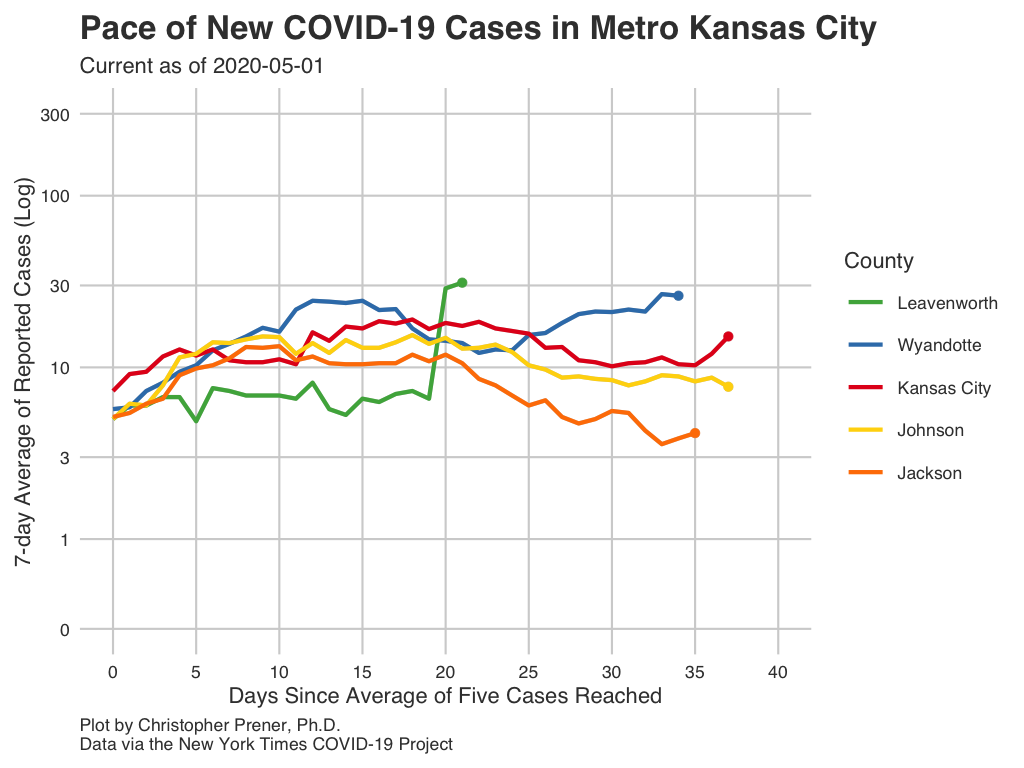 Pace of New COVID-19 Cases in Metro Kansas City
Current as of 2020-05-01
7-day Average of Reported Cases (Log)
300
100
30
10
3
1
0
0 5 10 15 20 25 30 35 40
Days Since Average of Five Cases Reached
County
Leavenworth
Wyandotte
Kansas City
Johnson
Jackson
Plot by Christopher Prener, Ph.D.
Data via the New York Times COVID-19 Project